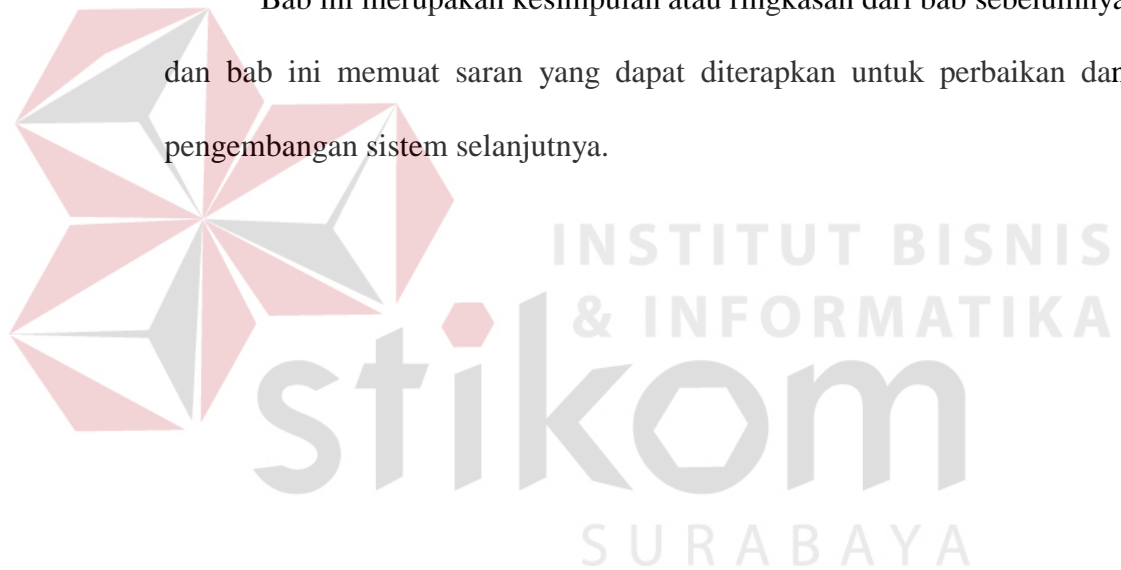 Bab ini merupakan kesimpulan atau ringkasan dari bab sebelumnya
dan bab ini memuat saran yang dapat diterapkan untuk perbaikan dan
pengembangan sistem selanjutnya.
INSTITUT BISNIS
& INFORMATIKA
stikom
SURABAYA